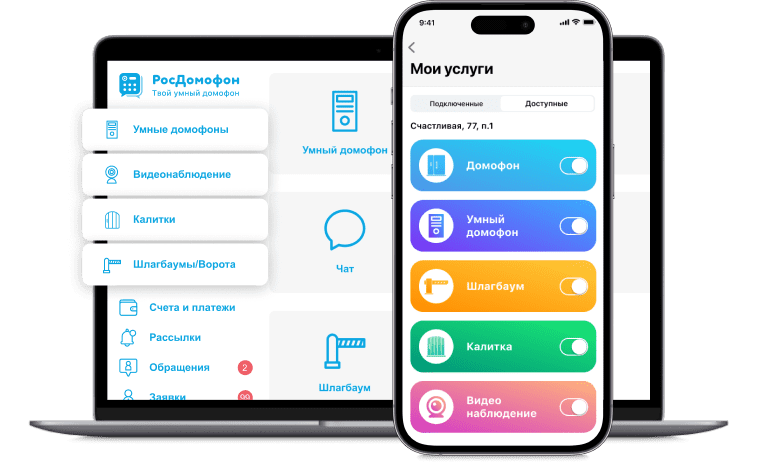 РосДомофон
Твой умный домофон
Умные домофоны
Видеонаблюдение
Калитки
Шлагбаумы/Ворота
Счета и платежи
Рассылки
Обращения
2
Заявки
99
Умный домофон
Чат
Шлагбаум
9:41
Мои услуги
Подключенные
Доступные
Счастливая, 77, п.1
Домофон
Умный
домофон
Шлагбаум
Калитка
Видео
наблюдение